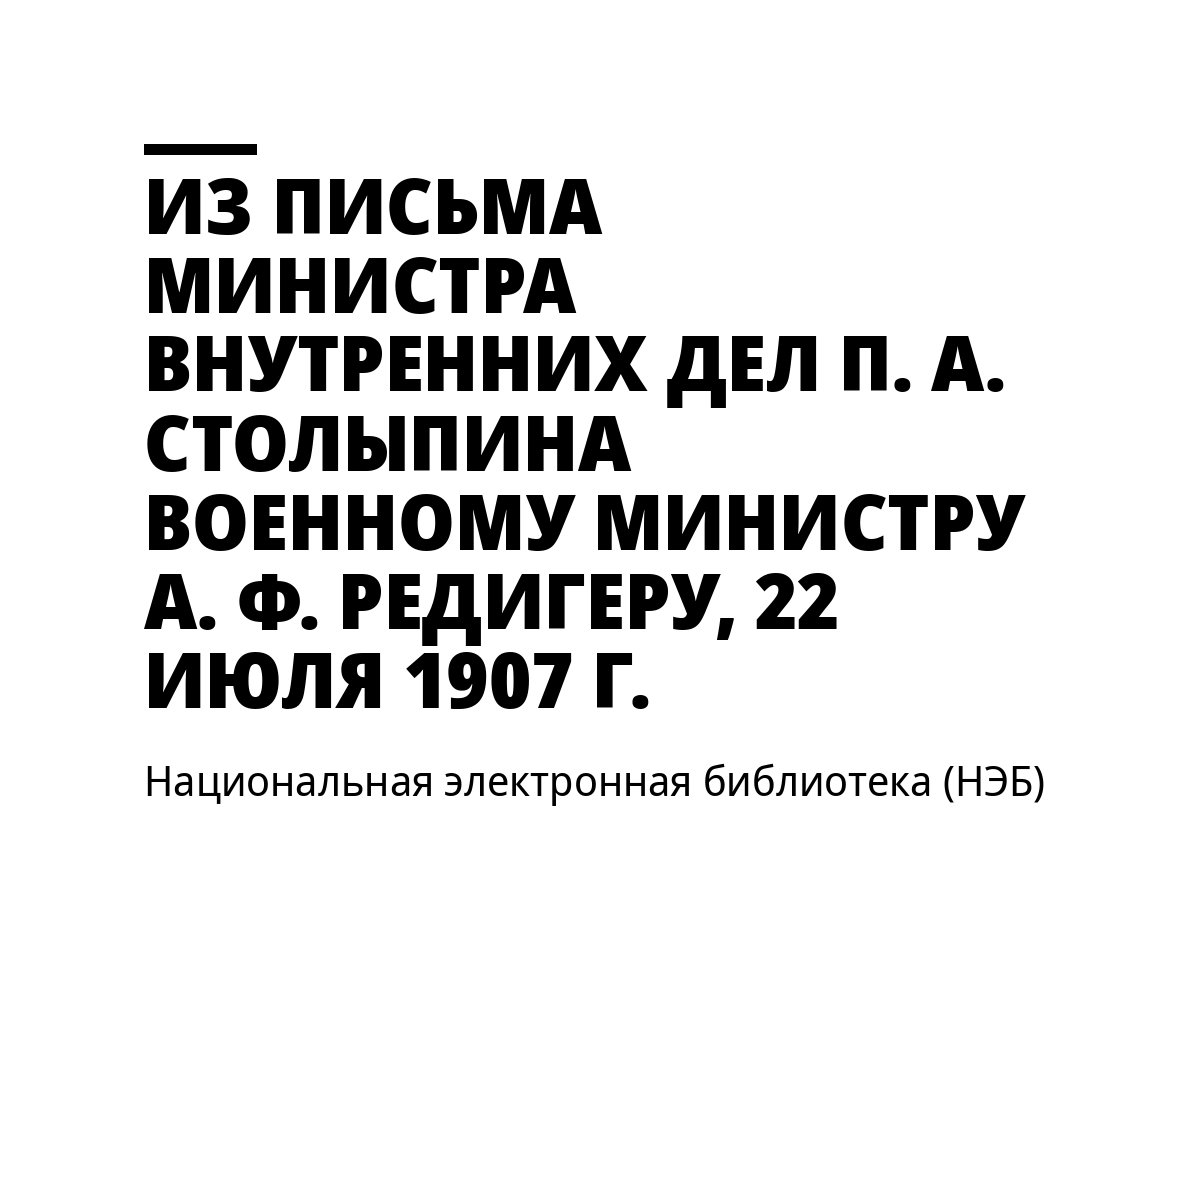 ИЗ ПИСЬМА
МИНИСТРА
ВНУТРЕННИХ ДЕЛ П. А.
СТОЛЫПИНА
ВОЕННОМУ МИНИСТРУ
А. Ф. РЕДИГЕРУ, 22
ИЮЛЯ 1907 Г.
Национальная электронная библиотека (НЭБ)